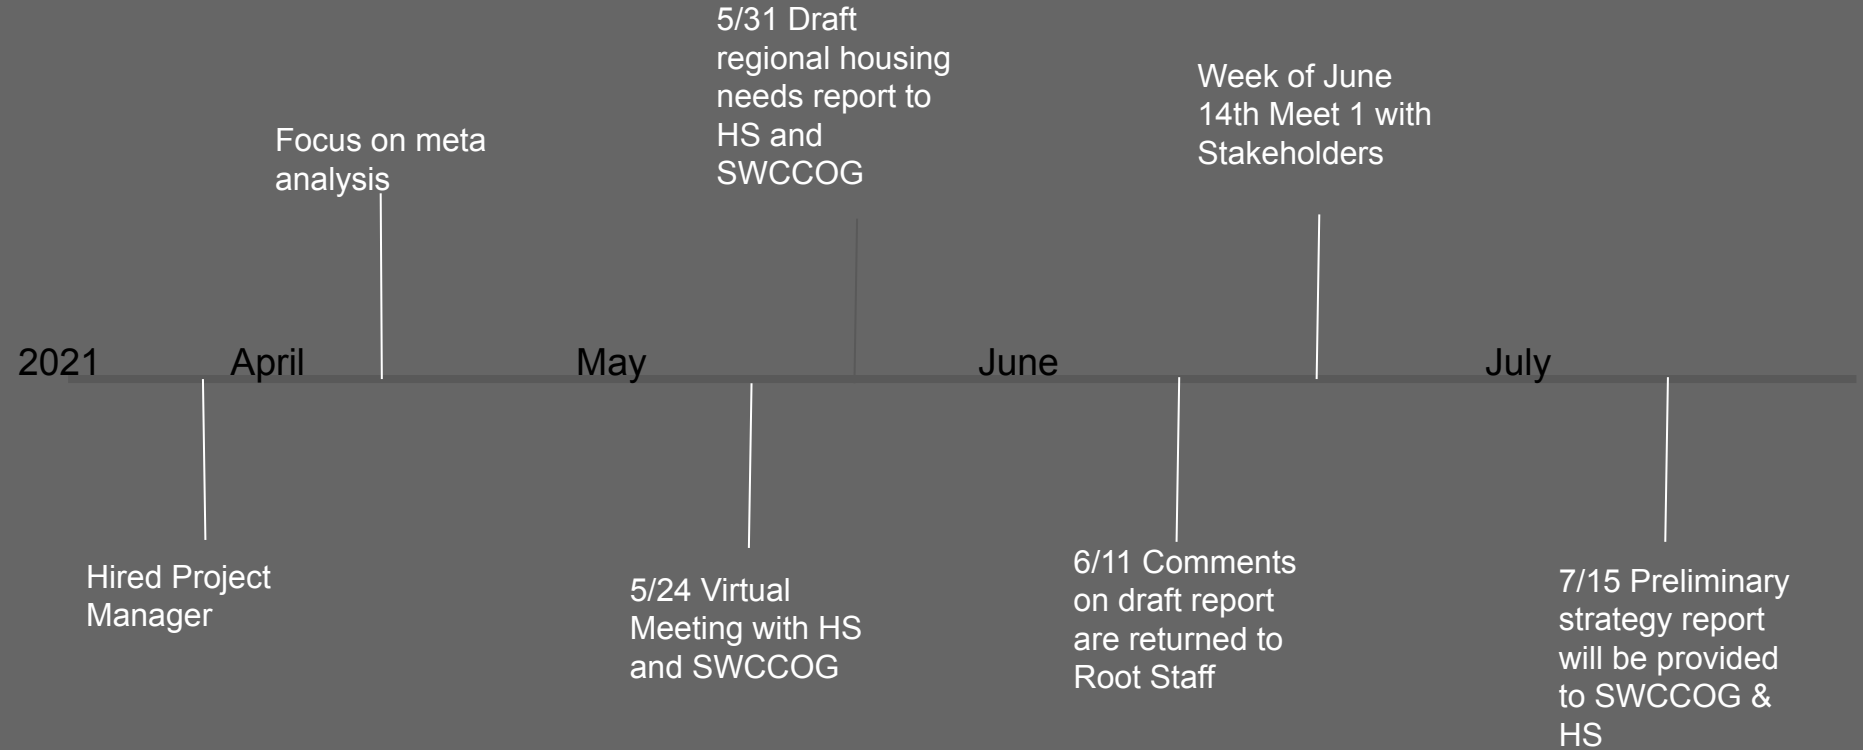 5/31 Draft
regional housing
needs report to
HS and
SWCCOG
Week of June
14th Meet 1 with
Stakeholders
Focus on meta
analysis
2021
April
May
June
July
Hired Project
Manager
5/24 Virtual
Meeting with HS
and SWCCOG
6/11 Comments
on draft report
are returned to
Root Staff
7/15 Preliminary
strategy report
will be provided
to SWCCOG &
HS